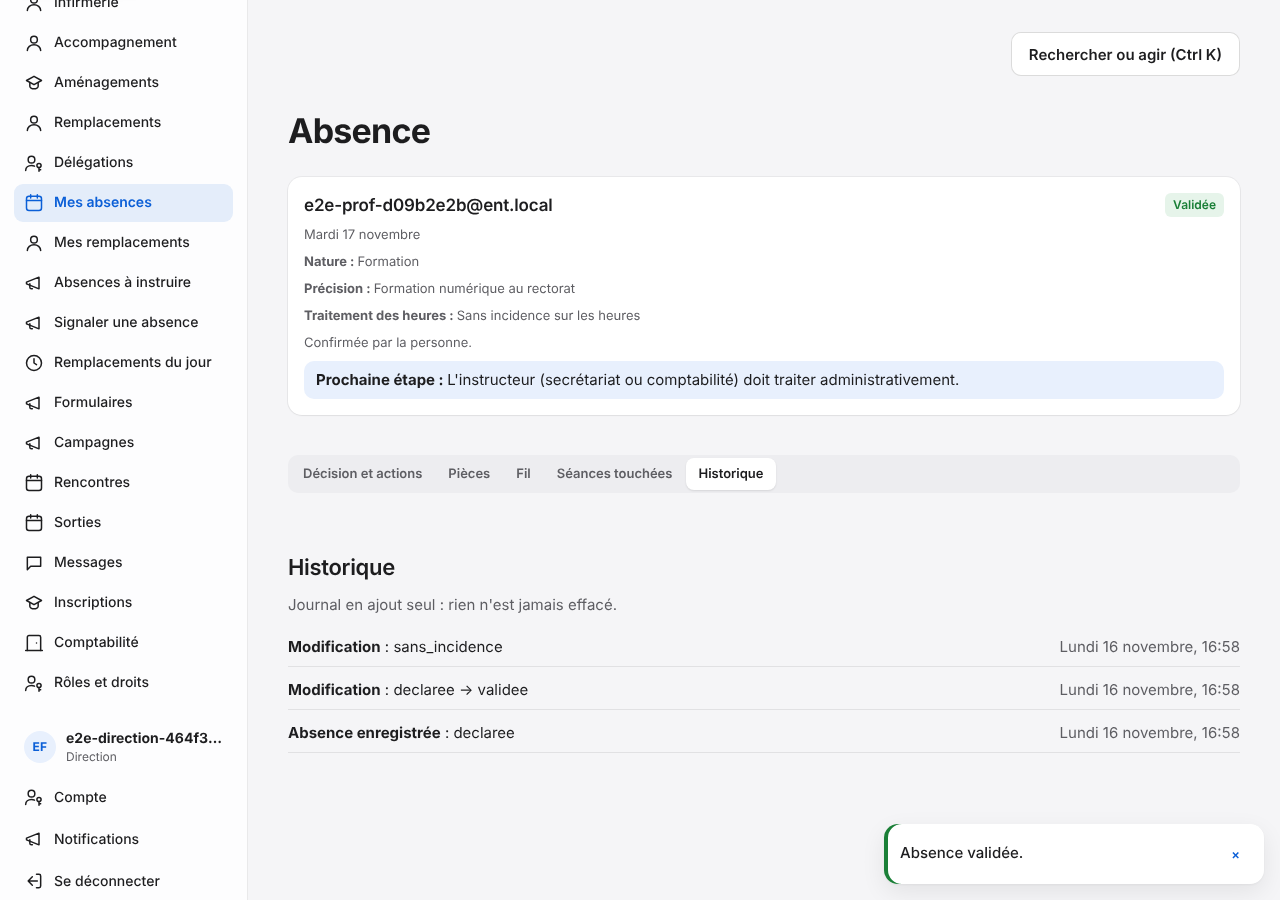 Infirmerie
Accompagnement
Aménagements
Remplacements
Délégations
Mes absences
Mes remplacements
Absences à instruire
Signaler une absence
Remplacements du jour
Formulaires
Campagnes
Rencontres
Sorties
Messages
Inscriptions
Comptabilité
Rôles et droits
EF
e2e-direction-464f3...
Direction
Compte
Notifications
Se déconnecter
Rechercher ou agir (Ctrl K)
Absence
e2e-prof-d09b2e2b@ent.local
Validée
Mardi 17 novembre
Nature : Formation
Précision : Formation numérique au rectorat
Traitement des heures : Sans incidence sur les heures
Confirmée par la personne.
Prochaine étape : L'instructeur (secrétariat ou comptabilité) doit traiter administrativement.
Décision et actions Pièces Fil Séances touchées Historique
Historique
Journal en ajout seul : rien n'est jamais effacé.
Modification : sans_incidence Lundi 16 novembre, 16:58
Modification : declaree → validee Lundi 16 novembre, 16:58
Absence enregistrée : declaree Lundi 16 novembre, 16:58
Absence validée. ×